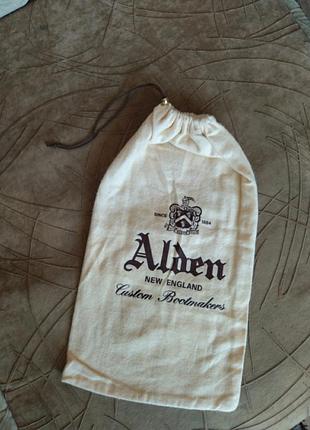 SINCE 1884
Alden
NEW ENGLAND
Custom Bootmakers